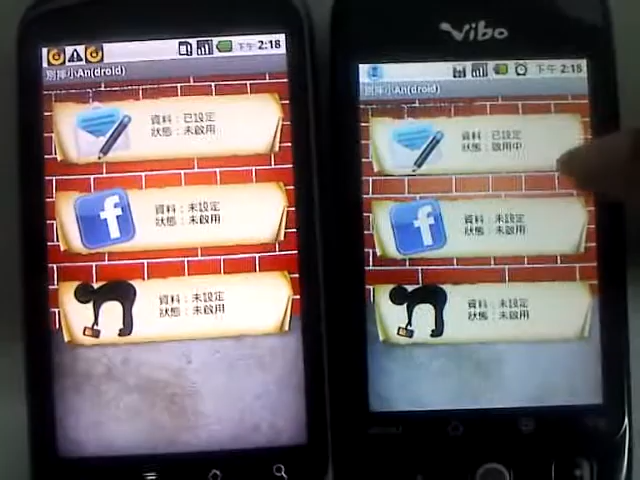 下午 2:18
別摔小An(droid)
資料：已設定
狀態：未啟用
資料：未設定
狀態：未啟用
資料：未設定
狀態：未啟用
Vibo
下午 2:18
別摔小An(droid)
資料：已設定
狀態：啟用中
資料：未設定
狀態：未啟用
資料：未設定
狀態：未啟用